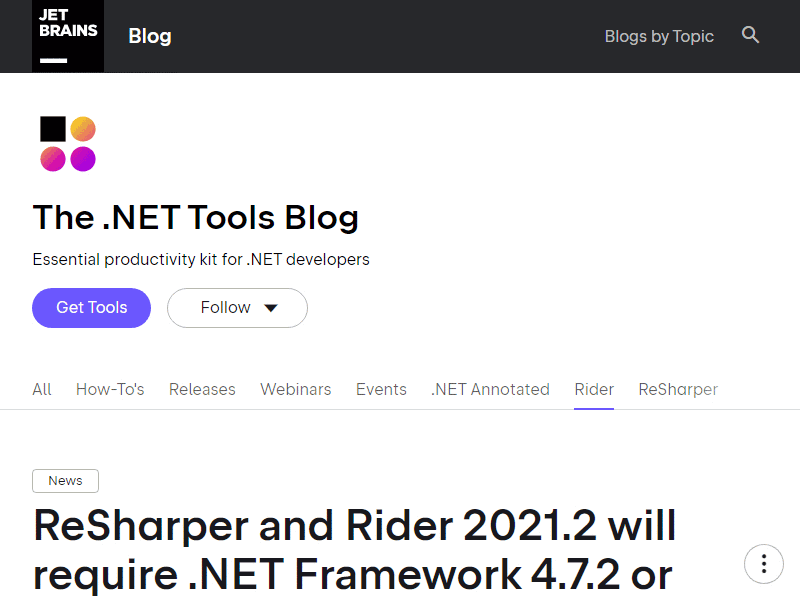 JET
BRAINS
Blog
Blogs by Topic
The .NET Tools Blog
Essential productivity kit for .NET developers
Get Tools
Follow
All How-To's Releases Webinars Events .NET Annotated Rider ReSharper
News
ReSharper and Rider 2021.2 will
require .NET Framework 4.7.2 or